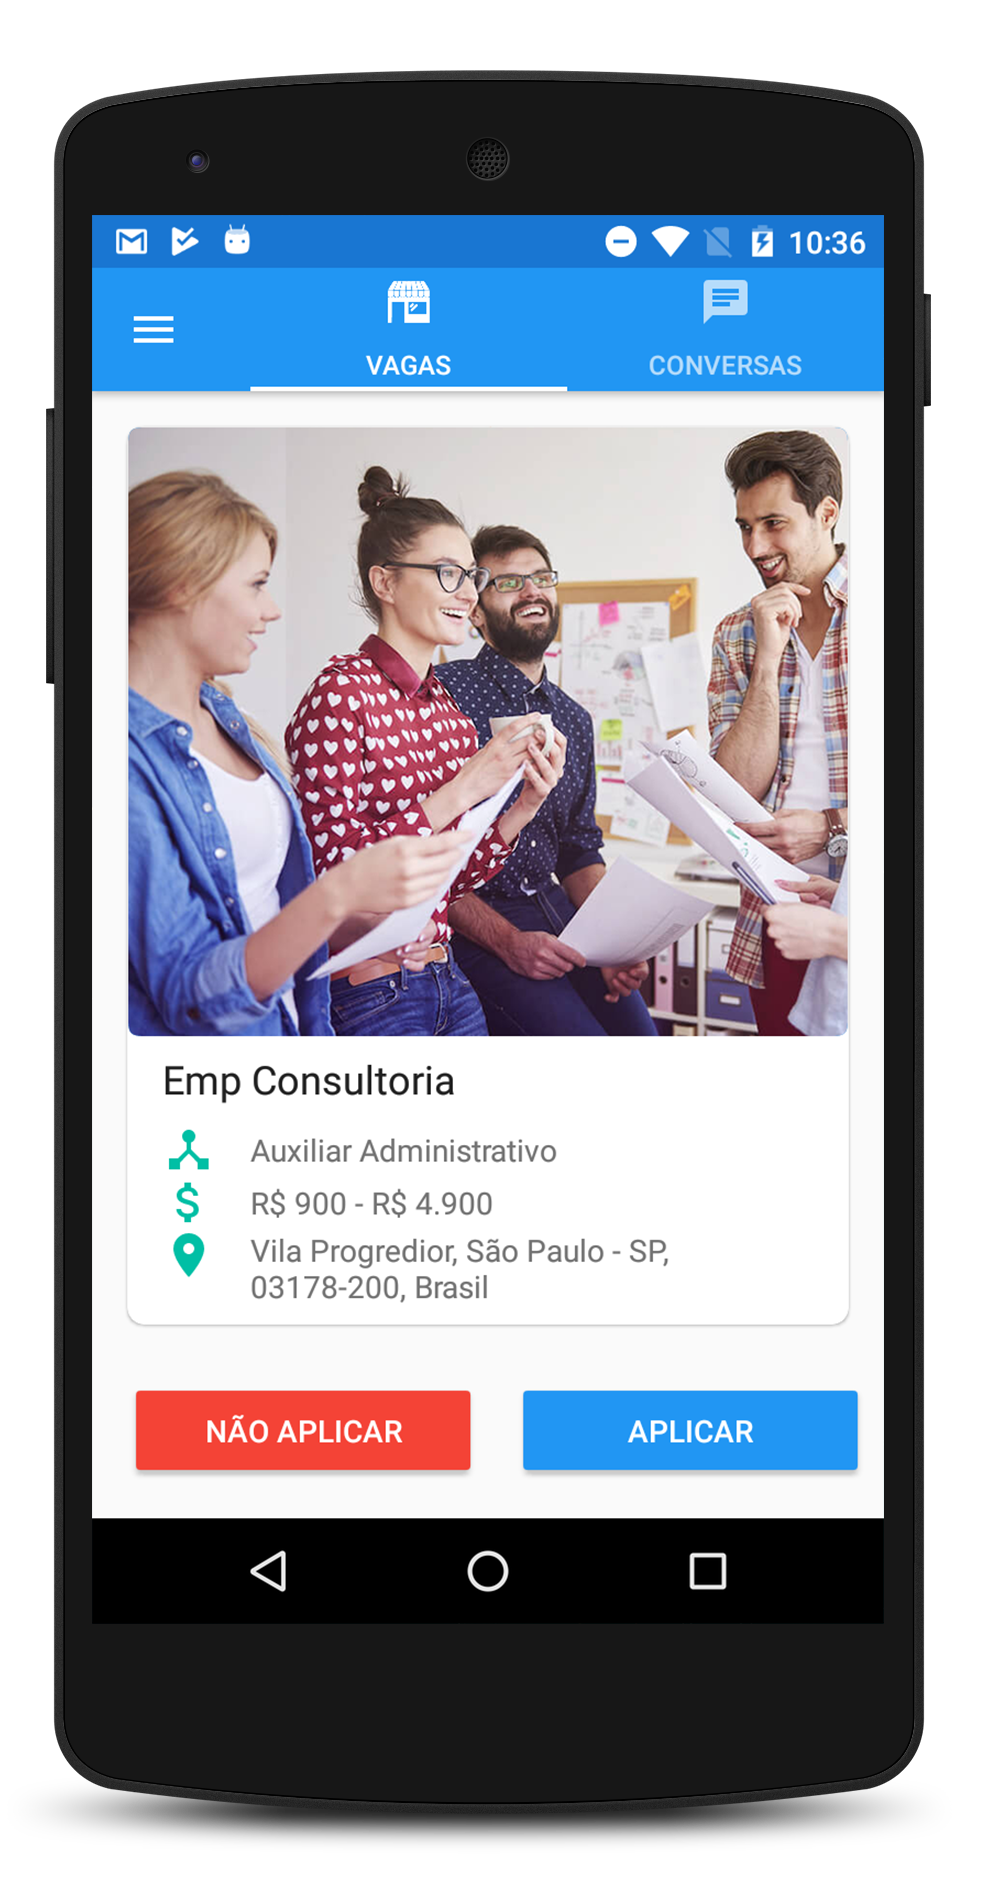 10:36
VAGAS
CONVERSAS
Emp Consultoria
Auxiliar Administrativo
R$ 900 - R$ 4.900
Vila Progredior, São Paulo - SP,
03178-200, Brasil
NÃO APLICAR
APLICAR